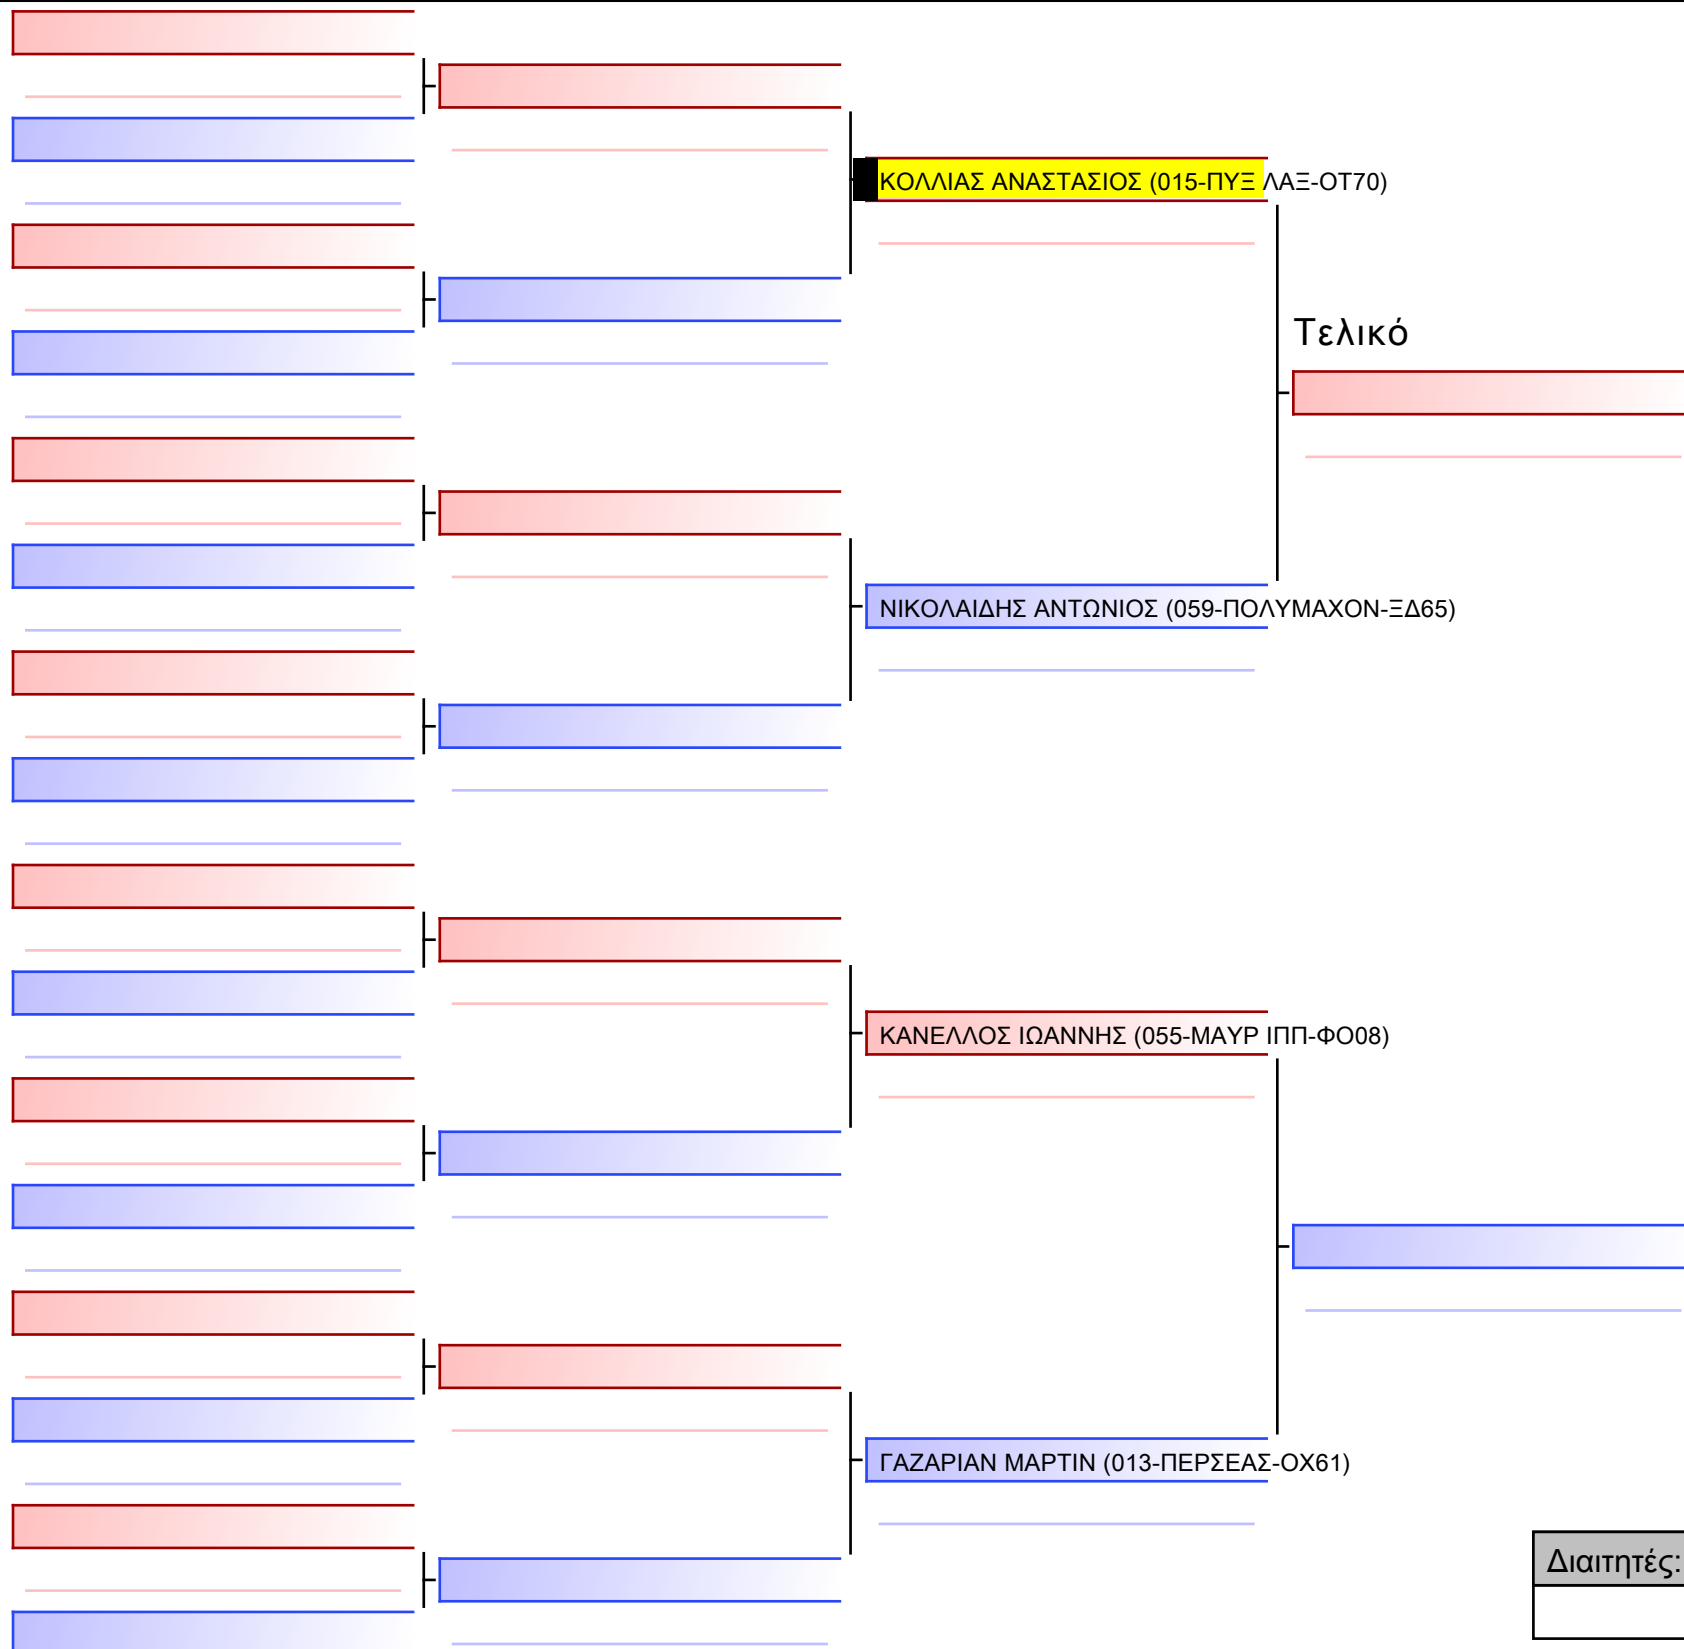 ΚΟΛΛΙΑΣ ΑΝΑΣΤΑΣΙΟΣ (015-ΠΥΞ ΛΑΞ-ΟΤ70)
Τελικό
ΝΙΚΟΛΑΙΔΗΣ ΑΝΤΩΝΙΟΣ (059-ΠΟΛΥΜΑΧΟΝ-ΞΔ65)
ΚΑΝΕΛΛΟΣ ΙΩΑΝΝΗΣ (055-ΜΑΥΡ ΙΠΠ-ΦΟ08)
ΓΑΖΑΡΙΑΝ ΜΑΡΤΙΝ (013-ΠΕΡΣΕΑΣ-ΟΧ61)
Διαιτητές: